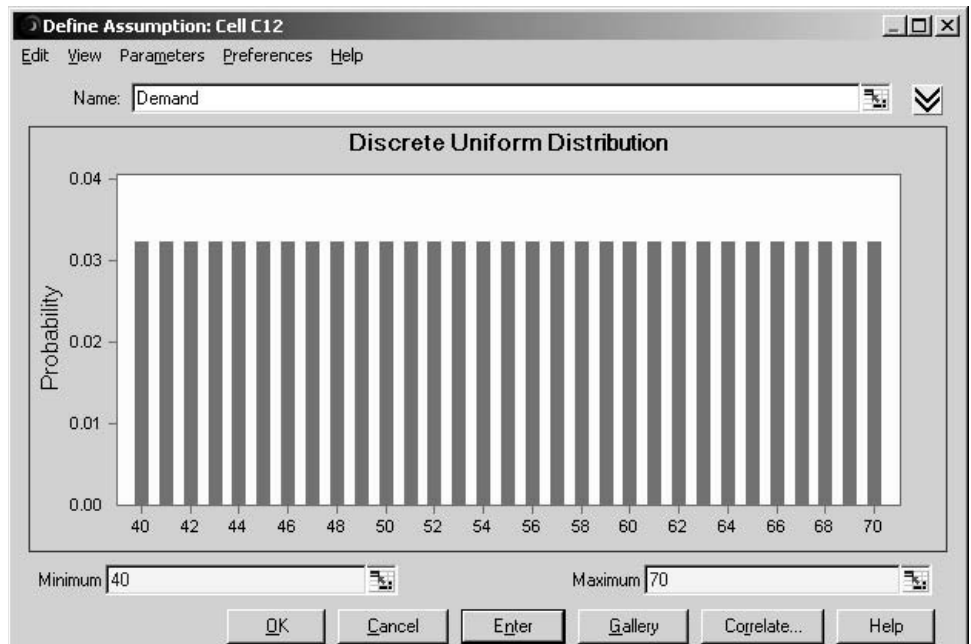 Define Assumption: Cell C12
Edit View Parameters Preferences Help
Name: Demand
Discrete Uniform Distribution
Probability
0.04
0.03
0.02
0.01
0.00
40 42 44 46 48 50 52 54 56 58 60 62 64 66 68 70
Minimum 40 Maximum 70
OK Cancel Enter Gallery Correlate... Help